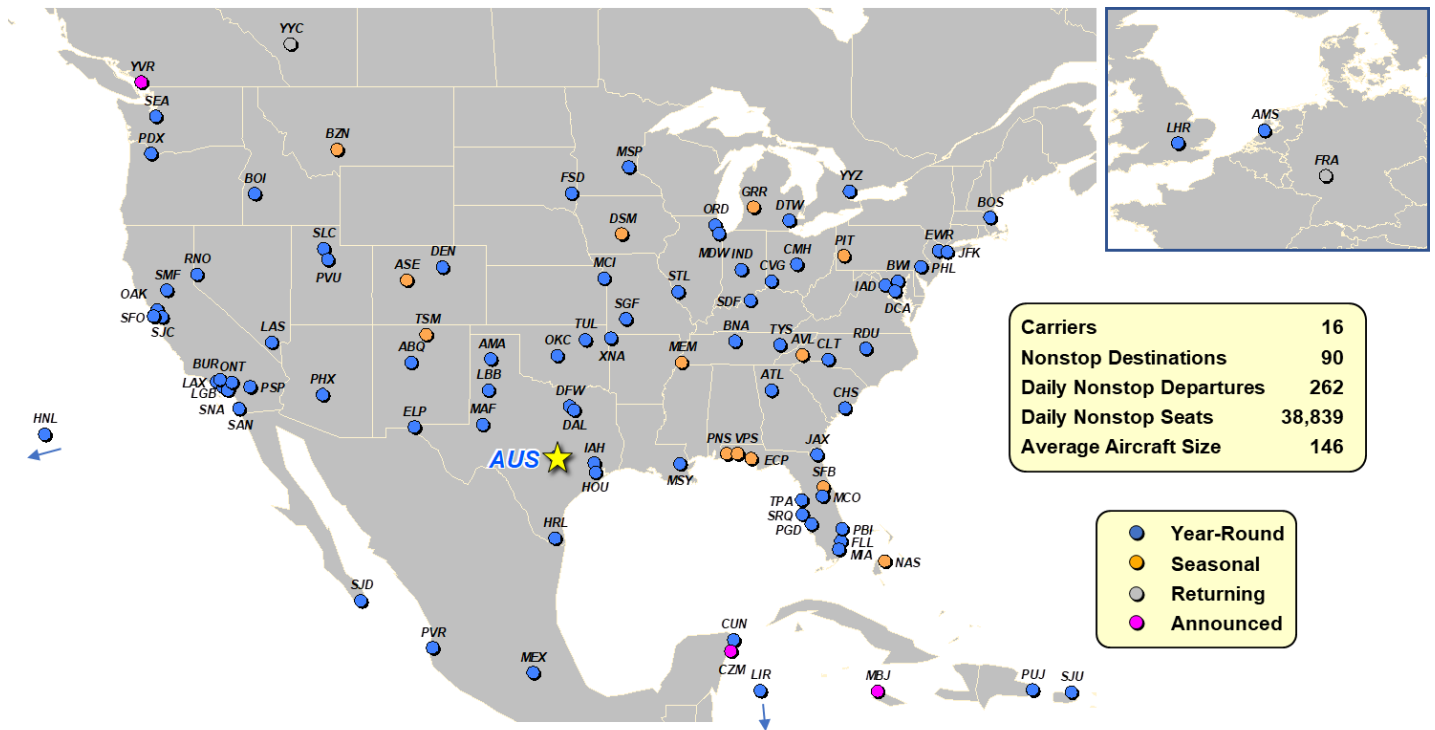 YYC
YVR
SEA
PDX
BZN
MSP
BOI
FSD
GRR
YYZ
DTW
ORD
DSM
BOS
MDW
IND
CMH
PIT
EWR
JFK
SLC
PVU
DEN
ASE
RNO
SMF
OAK
SFO
SJC
MCI
STL
CVG
SDF
BWI
PHL
IAD
DCA
SGF
TUL
XNA
OKC
TSM
ABQ
LAS
AMA
LBB
MEM
BNA
TYS
AVL
CLT
RDU
BUR
ONT
LAX
LGB
PSP
SNA
SAN
PHX
ELP
MAF
DFW
DAL
ATL
CHS
HNL
AUS
IAH
HOU
MSY
PNS
VPS
ECP
JAX
SFB
MCO
TPA
SRQ
PGD
PBI
FLL
MIA
NAS
HRL
SJD
PVR
MEX
CUN
CZM
LIR
MBJ
PUJ
SJU
LHR
AMS
FRA
Carriers 16
Nonstop Destinations 90
Daily Nonstop Departures 262
Daily Nonstop Seats 38,839
Average Aircraft Size 146
Year-Round
Seasonal
Returning
Announced